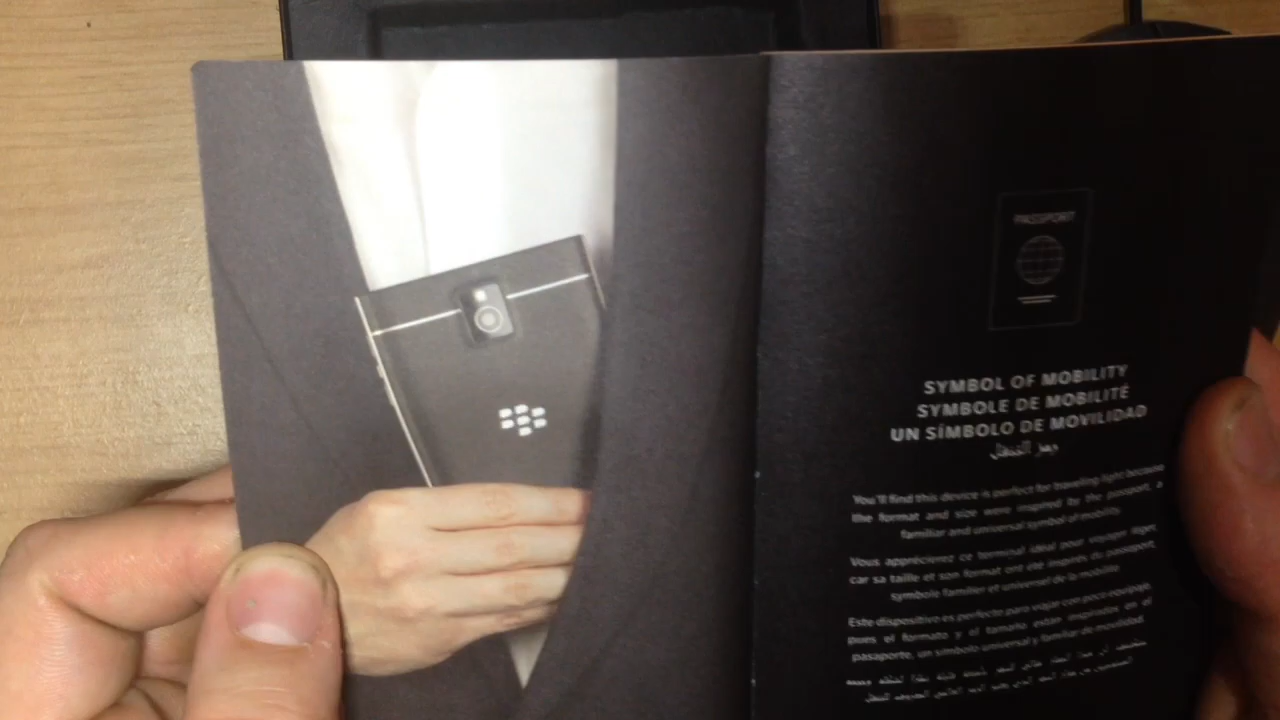 PASSPORT
SYMBOL OF MOBILITY
SYMBOLE DE MOBILITÉ
UN SÍMBOLO DE MOVILIDAD
رمز التنقل
You'll find this device is perfect for traveling light because
the format and size were inspired by the passport, a
familiar and universal symbol of mobility.
Vous apprécierez ce terminal idéal pour voyager léger,
car sa taille et son format ont été inspirés du passeport,
symbole familier et universel de la mobilité.
Este dispositivo es perfecto para viajar con poco equipaje,
pues el formato y el tamaño están inspirados en el
pasaporte, un símbolo universal y familiar de movilidad.